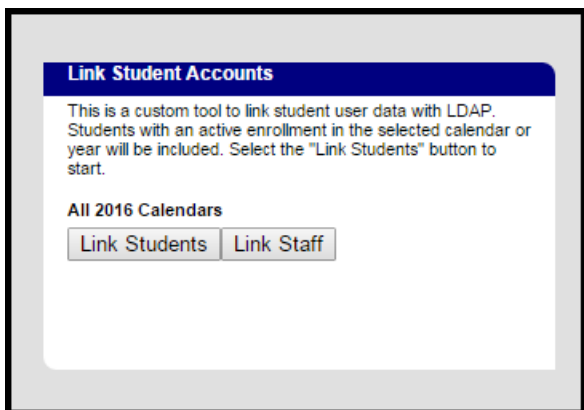 Link Student Accounts
This is a custom tool to link student user data with LDAP.
Students with an active enrollment in the selected calendar or
year will be included. Select the "Link Students" button to
start.
All 2016 Calendars
Link Students Link Staff